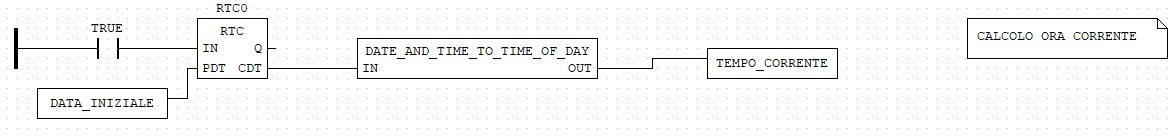 RTC0
TRUE
RTC
IN Q
PDT CDT
DATA_INIZIALE
DATE_AND_TIME_TO_TIME_OF_DAY
IN OUT
TEMPO_CORRENTE
CALCOLO ORA CORRENTE